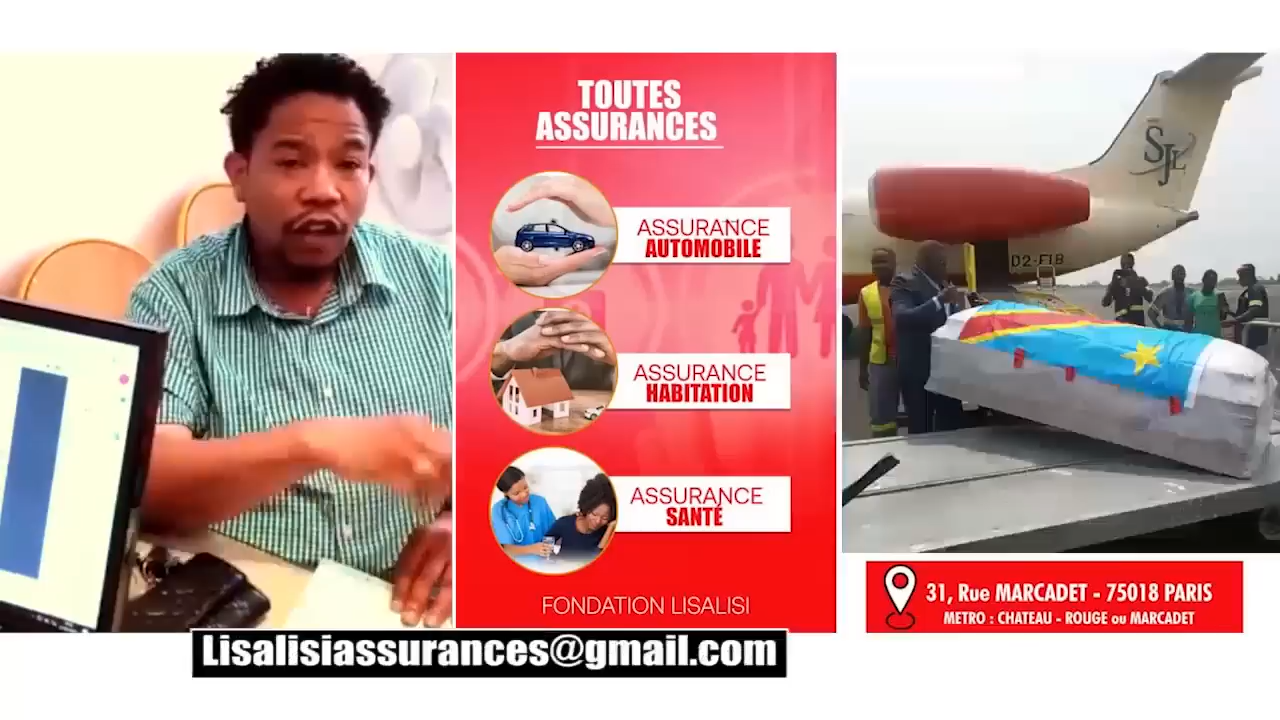 TOUTES
ASSURANCES
ASSURANCE
AUTOMOBILE
ASSURANCE
HABITATION
ASSURANCE
SANTÉ
FONDATION LISALISI
SJL
D2-FIB
31, Rue MARCADET - 75018 PARIS
METRO : CHATEAU - ROUGE ou MARCADET
Lisalisiassurances@gmail.com